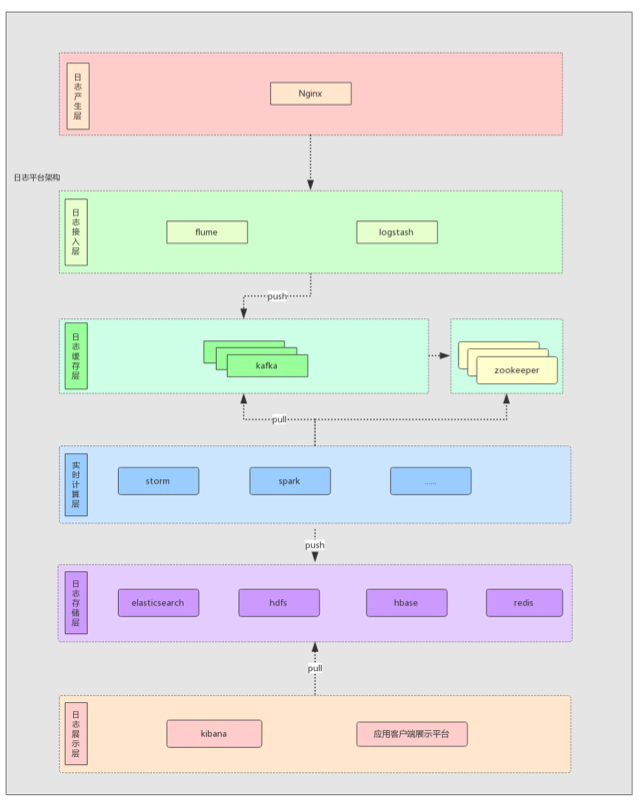 日志产生层
Nginx
日志平台架构
日志接入层
flume
logstash
push
日志缓存层
kafka
zookeeper
pull
实时计算层
storm
spark
......
push
日志存储层
elasticsearch
hdfs
hbase
redis
pull
日志展示层
kibana
应用客户端展示平台